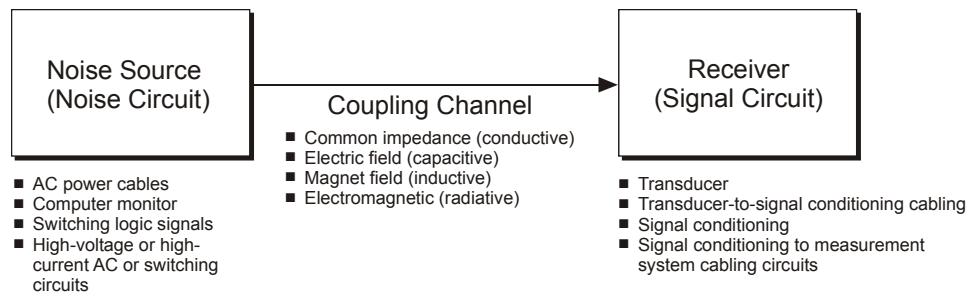 Noise Source
(Noise Circuit)
■ AC power cables
■ Computer monitor
■ Switching logic signals
■ High-voltage or high-
current AC or switching
circuits
Coupling Channel
■ Common impedance (conductive)
■ Electric field (capacitive)
■ Magnet field (inductive)
■ Electromagnetic (radiative)
Receiver
(Signal Circuit)
■ Transducer
■ Transducer-to-signal conditioning cabling
■ Signal conditioning
■ Signal conditioning to measurement
system cabling circuits